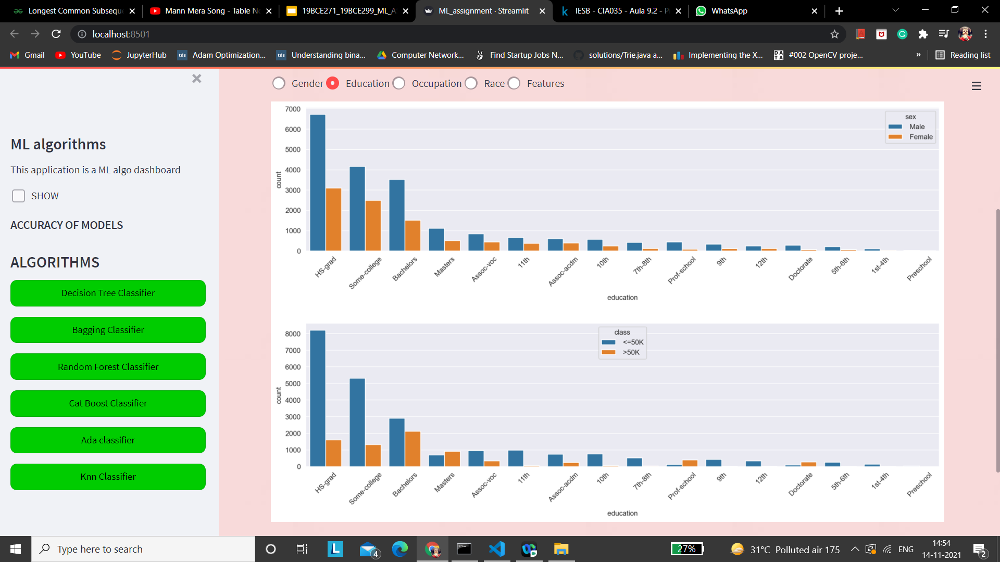 Longest Common Subseque
Mann Mera Song - Table No
19BCE271_19BCE299_ML_A
ML_assignment · Streamlit
IESB - CIA035 - Aula 9.2 - P
WhatsApp
localhost:8501
Gmail
YouTube
JupyterHub
tds Adam Optimization...
tds Understanding bina...
Computer Network...
Find Startup Jobs N...
solutions/Trie.java a...
Implementing the X...
DATA #002 OpenCV proje...
»
Reading list
ML algorithms
This application is a ML algo dashboard
SHOW
ACCURACY OF MODELS
ALGORITHMS
Decision Tree Classifier
Bagging Classifier
Random Forest Classifier
Cat Boost Classifier
Ada classifier
Knn Classifier
Gender Education Occupation Race Features
7000
6000
5000
4000
3000
2000
1000
0
count
sex
Male
Female
HS-grad
Some-college
Bachelors
Masters
Assoc-voc
11th
Assoc-acdm
10th
7th-8th
Prof-school
9th
12th
Doctorate
5th-6th
1st-4th
Preschool
education
8000
7000
6000
5000
4000
3000
2000
1000
0
count
class
<=50K
>50K
HS-grad
Some-college
Bachelors
Masters
Assoc-voc
11th
Assoc-acdm
10th
7th-8th
Prof-school
9th
12th
Doctorate
5th-6th
1st-4th
Preschool
education
Type here to search
L
4
27%
31°C Polluted air 175
ENG
14:54
14-11-2021
2